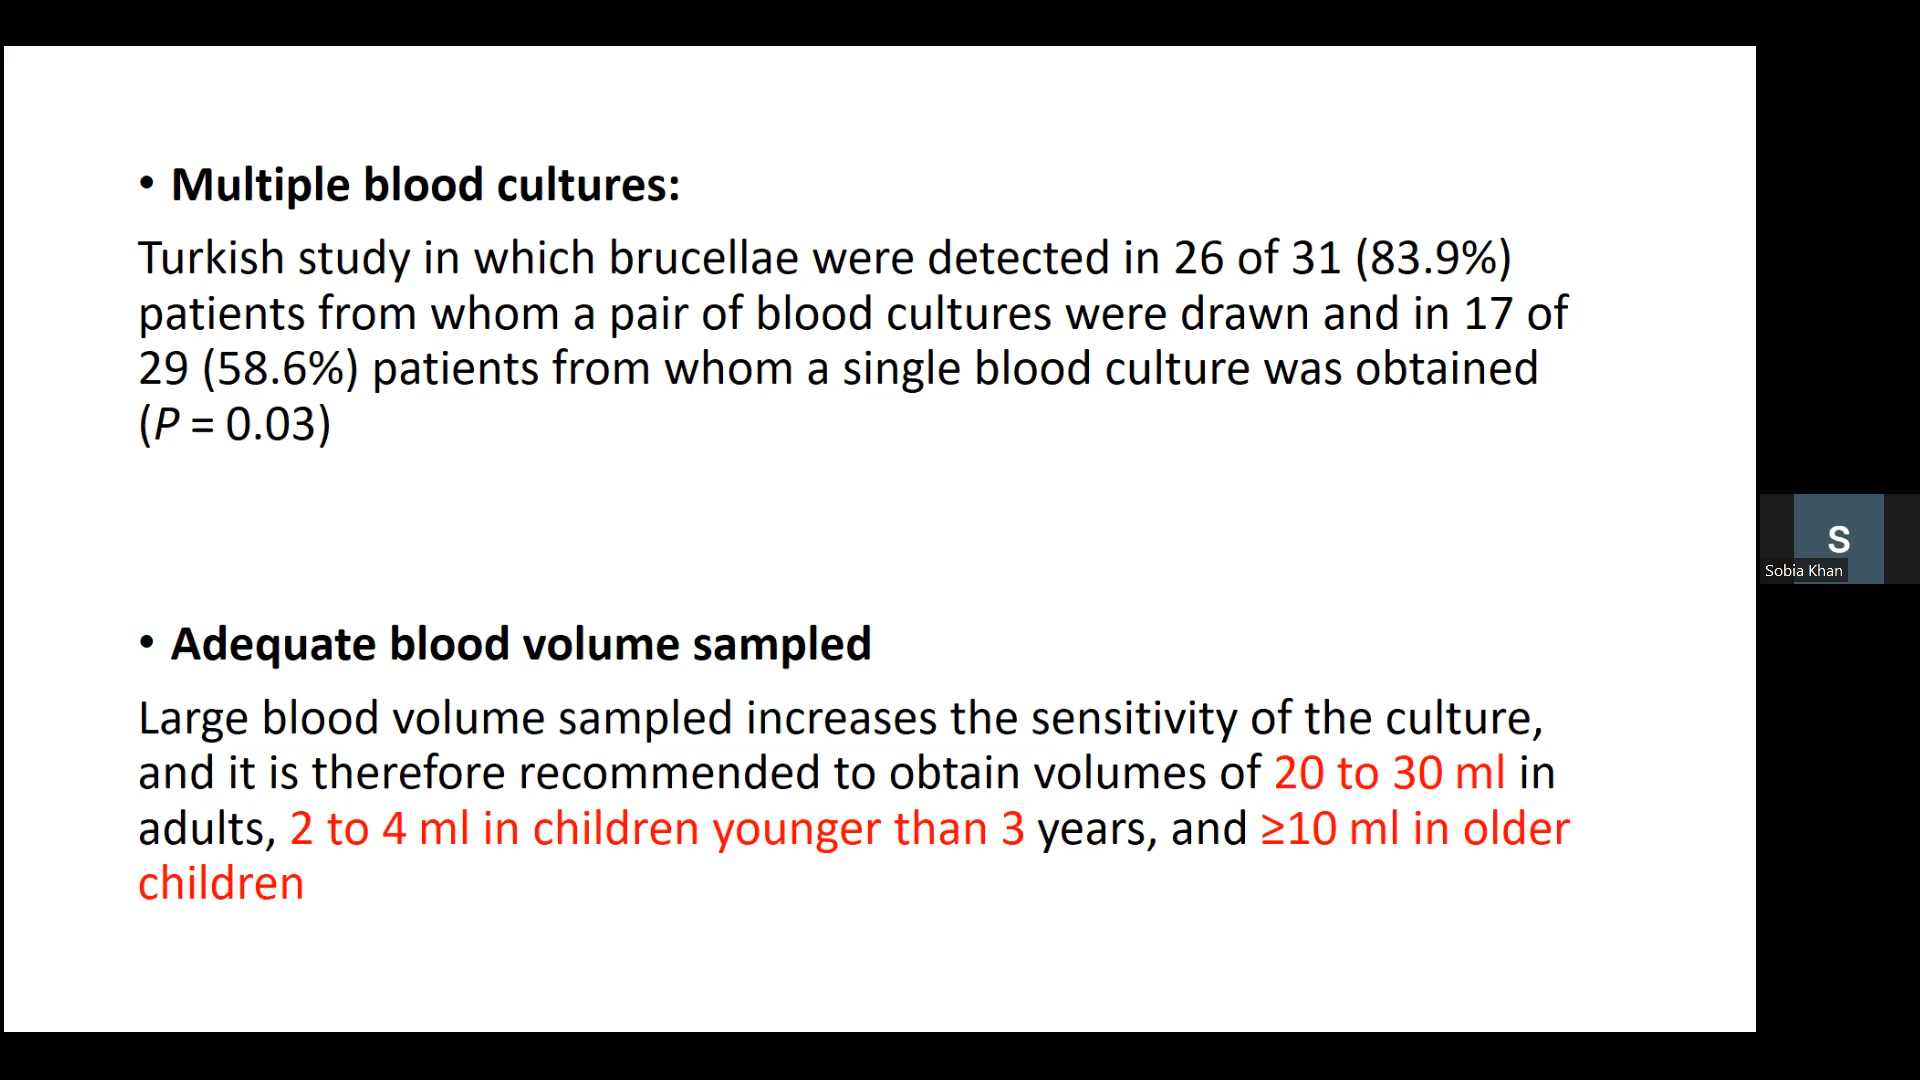 • Multiple blood cultures:
Turkish study in which brucellae were detected in 26 of 31 (83.9%)
patients from whom a pair of blood cultures were drawn and in 17 of
29 (58.6%) patients from whom a single blood culture was obtained
(P = 0.03)
• Adequate blood volume sampled
Large blood volume sampled increases the sensitivity of the culture,
and it is therefore recommended to obtain volumes of 20 to 30 ml in
adults, 2 to 4 ml in children younger than 3 years, and ≥10 ml in older
children
S
Sobia Khan